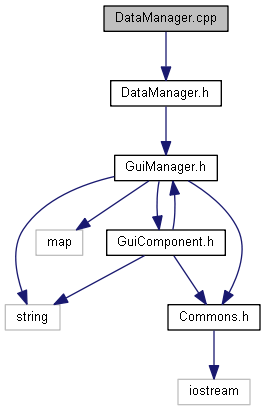 DataManager.cpp
DataManager.h
GuiManager.h
map
GuiComponent.h
string
Commons.h
iostream